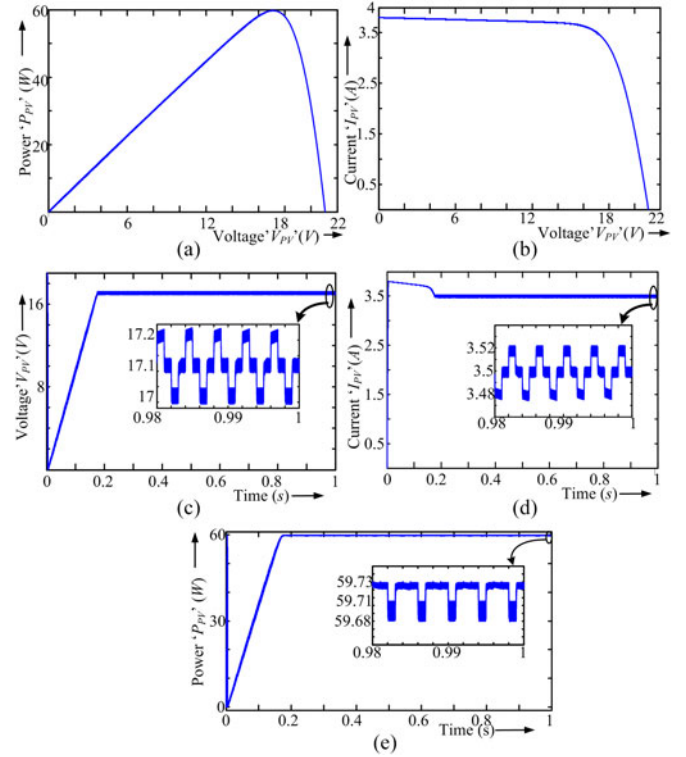 Power 'P_PV' (W)
60
40
20
0
0 6 12 18 22
Voltage 'V_PV' (V)
(a)
Current 'I_PV' (A)
4
3.5
2.5
1.5
0.5
0 6 12 18 22
Voltage 'V_PV' (V)
(b)
Voltage 'V_PV' (V)
16
8
0
0 0.2 0.4 0.6 0.8 1
Time (s)
17.2
17.1
17
0.98 0.99 1
(c)
Current 'I_PV' (A)
3.5
2.5
1.5
0.5
0 0.2 0.4 0.6 0.8 1
Time (s)
3.52
3.50
3.48
0.98 0.99 1
(d)
Power 'P_PV' (W)
60
30
0
0 0.2 0.4 0.6 0.8 1
Time (s)
59.73
59.71
59.68
0.98 0.99 1
(e)